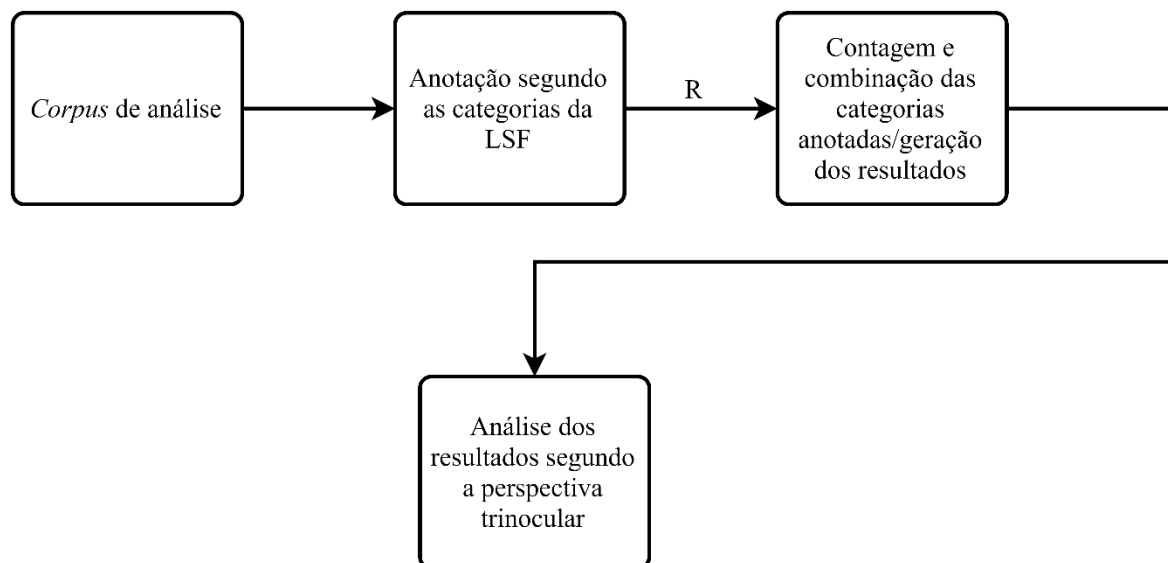 Corpus de análise
Anotação segundo
as categorias da
LSF
R
Contagem e
combinação das
categorias
anotadas/geração
dos resultados
Análise dos
resultados segundo
a perspectiva
trinocular